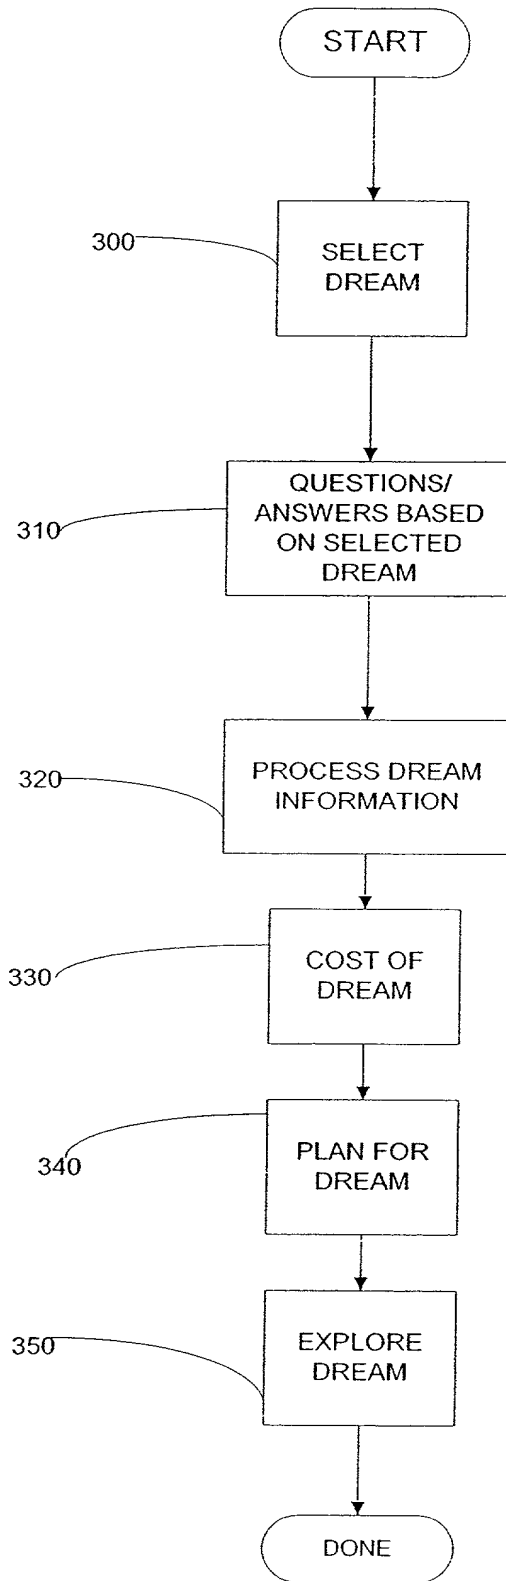 START
300
SELECT
DREAM
310
QUESTIONS/
ANSWERS BASED
ON SELECTED
DREAM
320
PROCESS DREAM
INFORMATION
330
COST OF
DREAM
340
PLAN FOR
DREAM
350
EXPLORE
DREAM
DONE